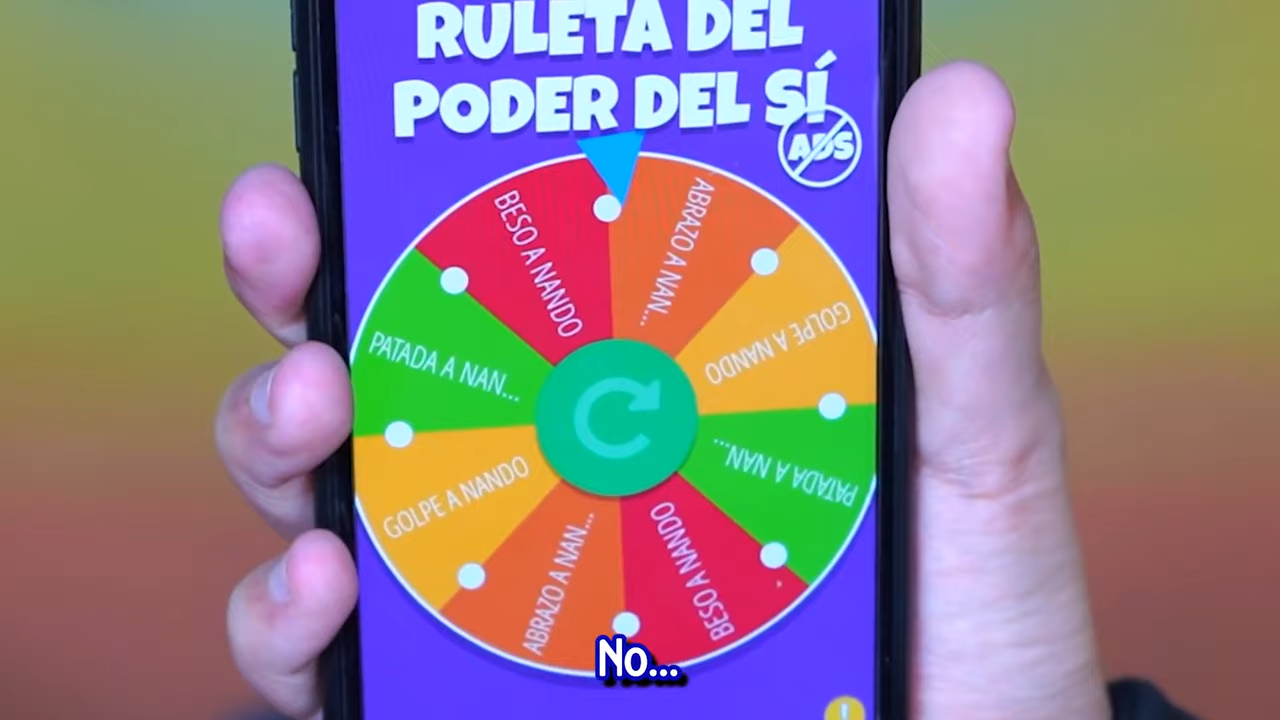 RULETA DEL
PODER DEL SÍ
ADS
BESO A NANDO
ABRAZO A NAN...
GOLPE A NANDO
PATADA A NAN...
BESO A NANDO
ABRAZO A NAN...
GOLPE A NANDO
PATADA A NAN...
No...